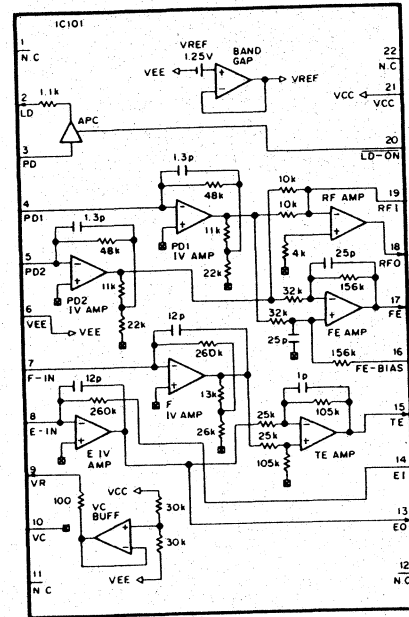 IC101
1
N.C
VREF
1.25V
VEE
BAND
GAP
VREF
22
N.C
21
VCC
VCC
1.1k
2
LD
APC
3
PD
20
LD-ON
1.3p
48k
10k
19
RFI
4
PD1
1.3p
11k
10k
RF AMP
PD1
IV AMP
48k
4k
18
RFO
5
PD2
11k
22k
25p
156k
PD2
IV AMP
22k
32k
17
FE
32k
FE AMP
6
VEE
VEE
25p
156k
16
FE-BIAS
12p
7
F-IN
260k
1p
12p
13k
105k
15
TE
8
E-IN
260k
F
IV AMP
26k
25k
25k
TE AMP
E IV
AMP
105k
14
EI
9
VR
VCC
100
VC
BUFF
30k
13
EO
10
VC
30k
VEE
11
N.C
12
N.C